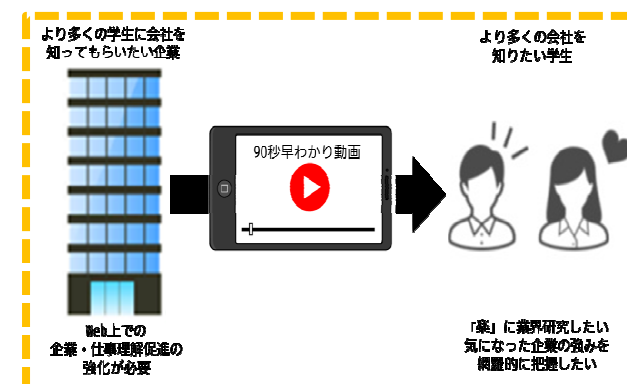 より多くの学生に会社を
知ってもらいたい企業
より多くの会社を
知りたい学生
90秒早わかり動画
Web上での
企業・仕事理解促進の
強化が必要
「楽」に業界研究したい
気になった企業の強みを
網羅的に把握したい